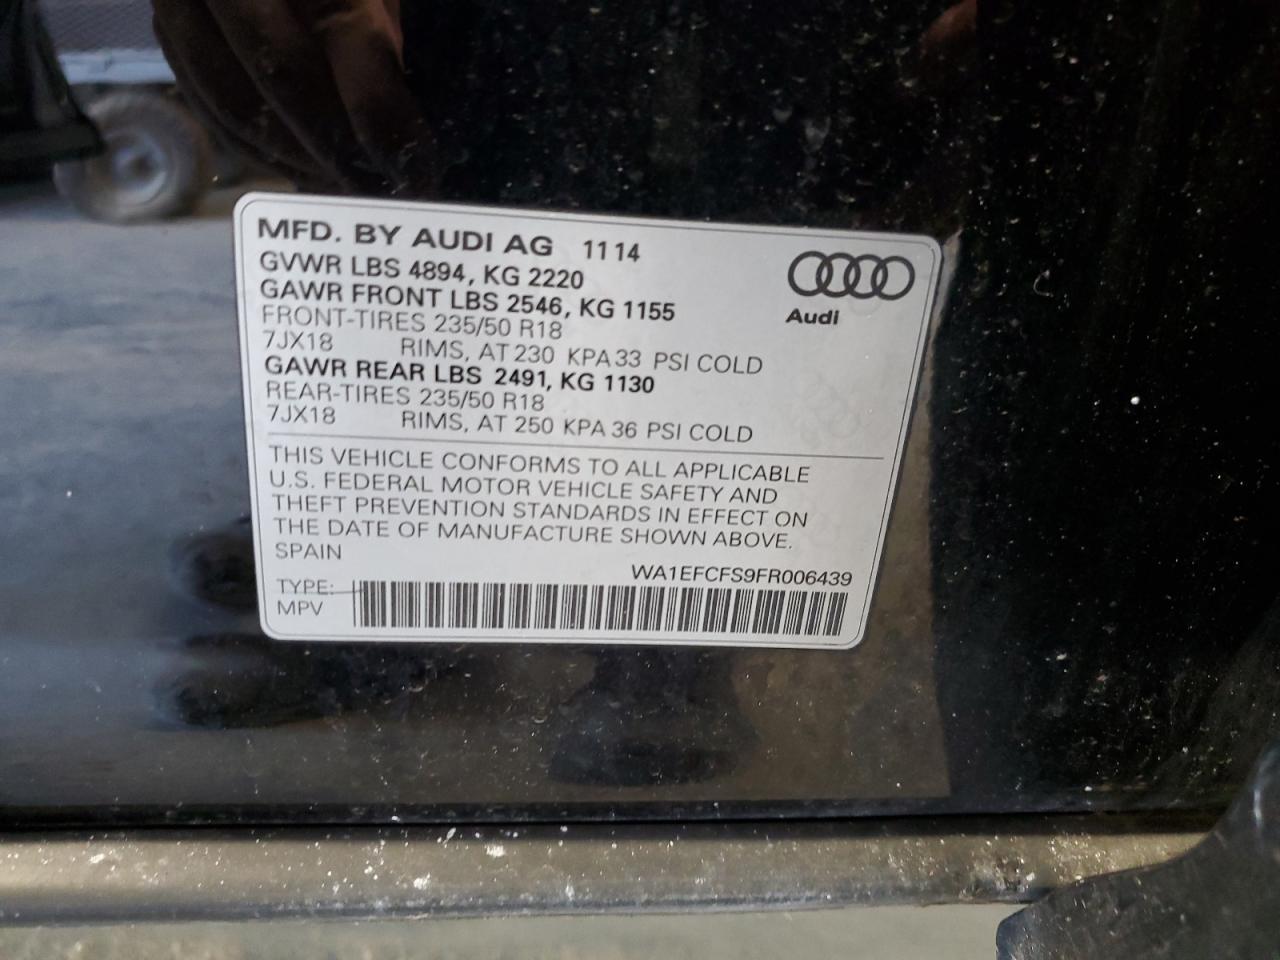 MFD. BY AUDI AG 11 14
GVWR LBS 4894, KG 2220
GAWR FRONT LBS 2546, KG 1155
FRONT-TIRES 235/50 R18
7JX18 RIMS, AT 230 KPA 33 PSI COLD
GAWR REAR LBS 2491, KG 1130
REAR-TIRES 235/50 R18
7JX18 RIMS, AT 250 KPA 36 PSI COLD
Audi
THIS VEHICLE CONFORMS TO ALL APPLICABLE
U.S. FEDERAL MOTOR VEHICLE SAFETY AND
THEFT PREVENTION STANDARDS IN EFFECT ON
THE DATE OF MANUFACTURE SHOWN ABOVE.
SPAIN
WA1EFCFS9FR006439
TYPE:
MPV